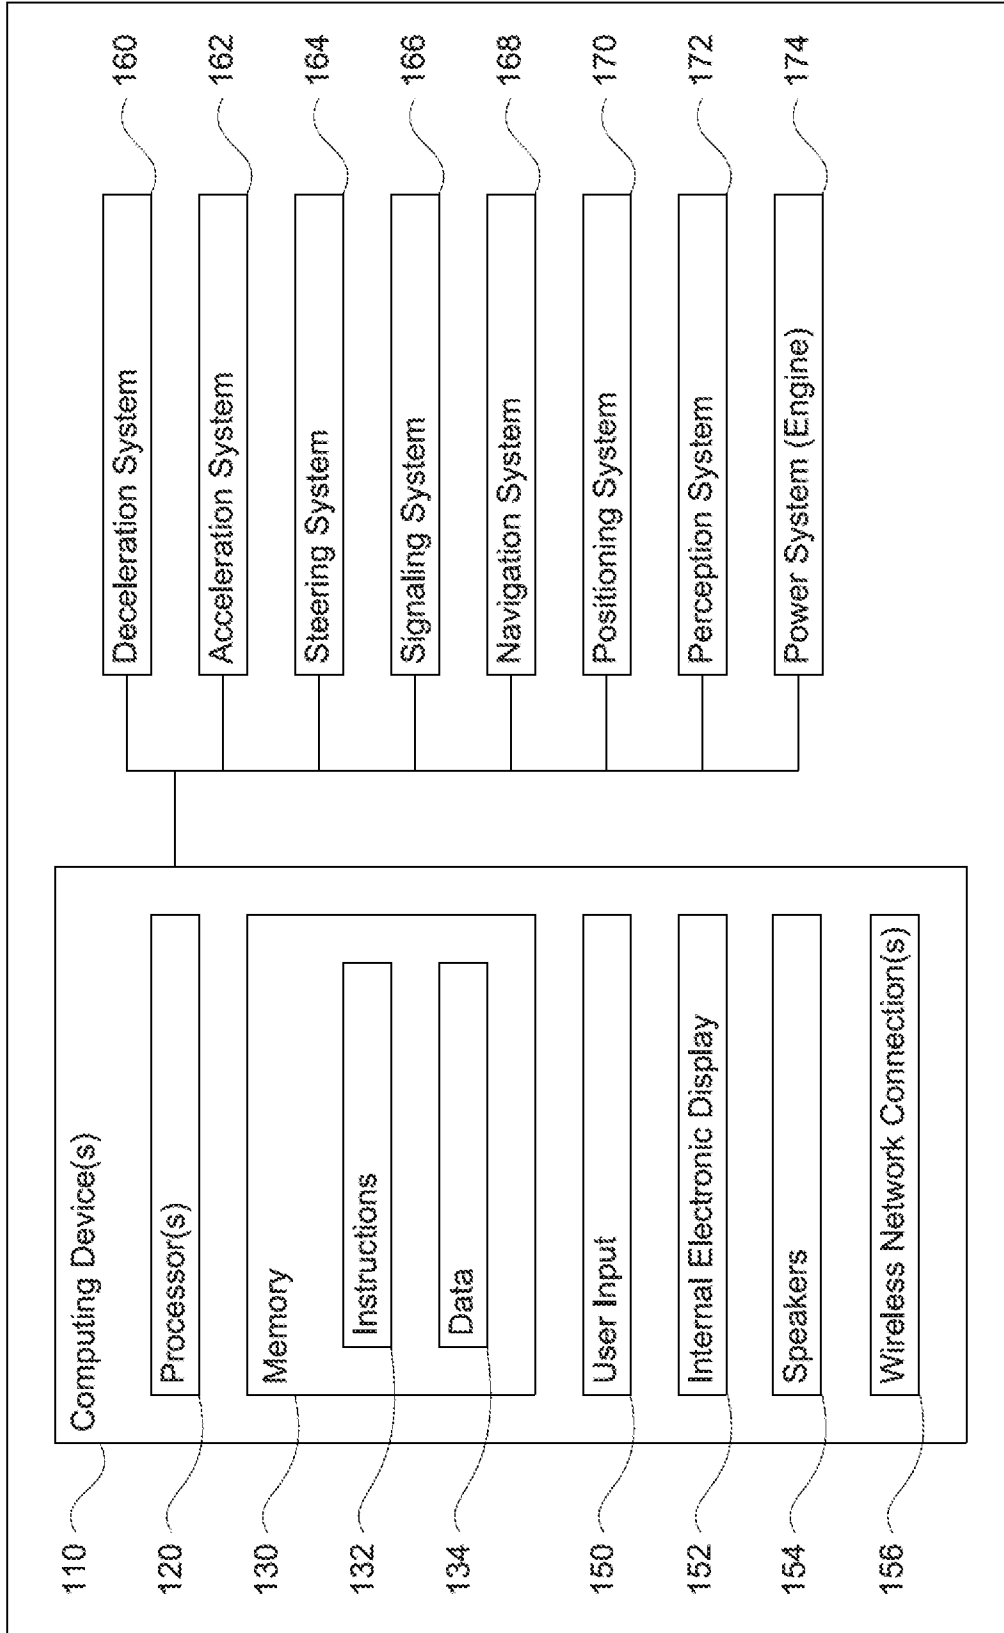 110
Computing Device(s)
120
Processor(s)
130
Memory
132
Instructions
134
Data
150
User Input
152
Internal Electronic Display
154
Speakers
156
Wireless Network Connection(s)
Deceleration System
160
Acceleration System
162
Steering System
164
Signaling System
166
Navigation System
168
Positioning System
170
Perception System
172
Power System (Engine)
174